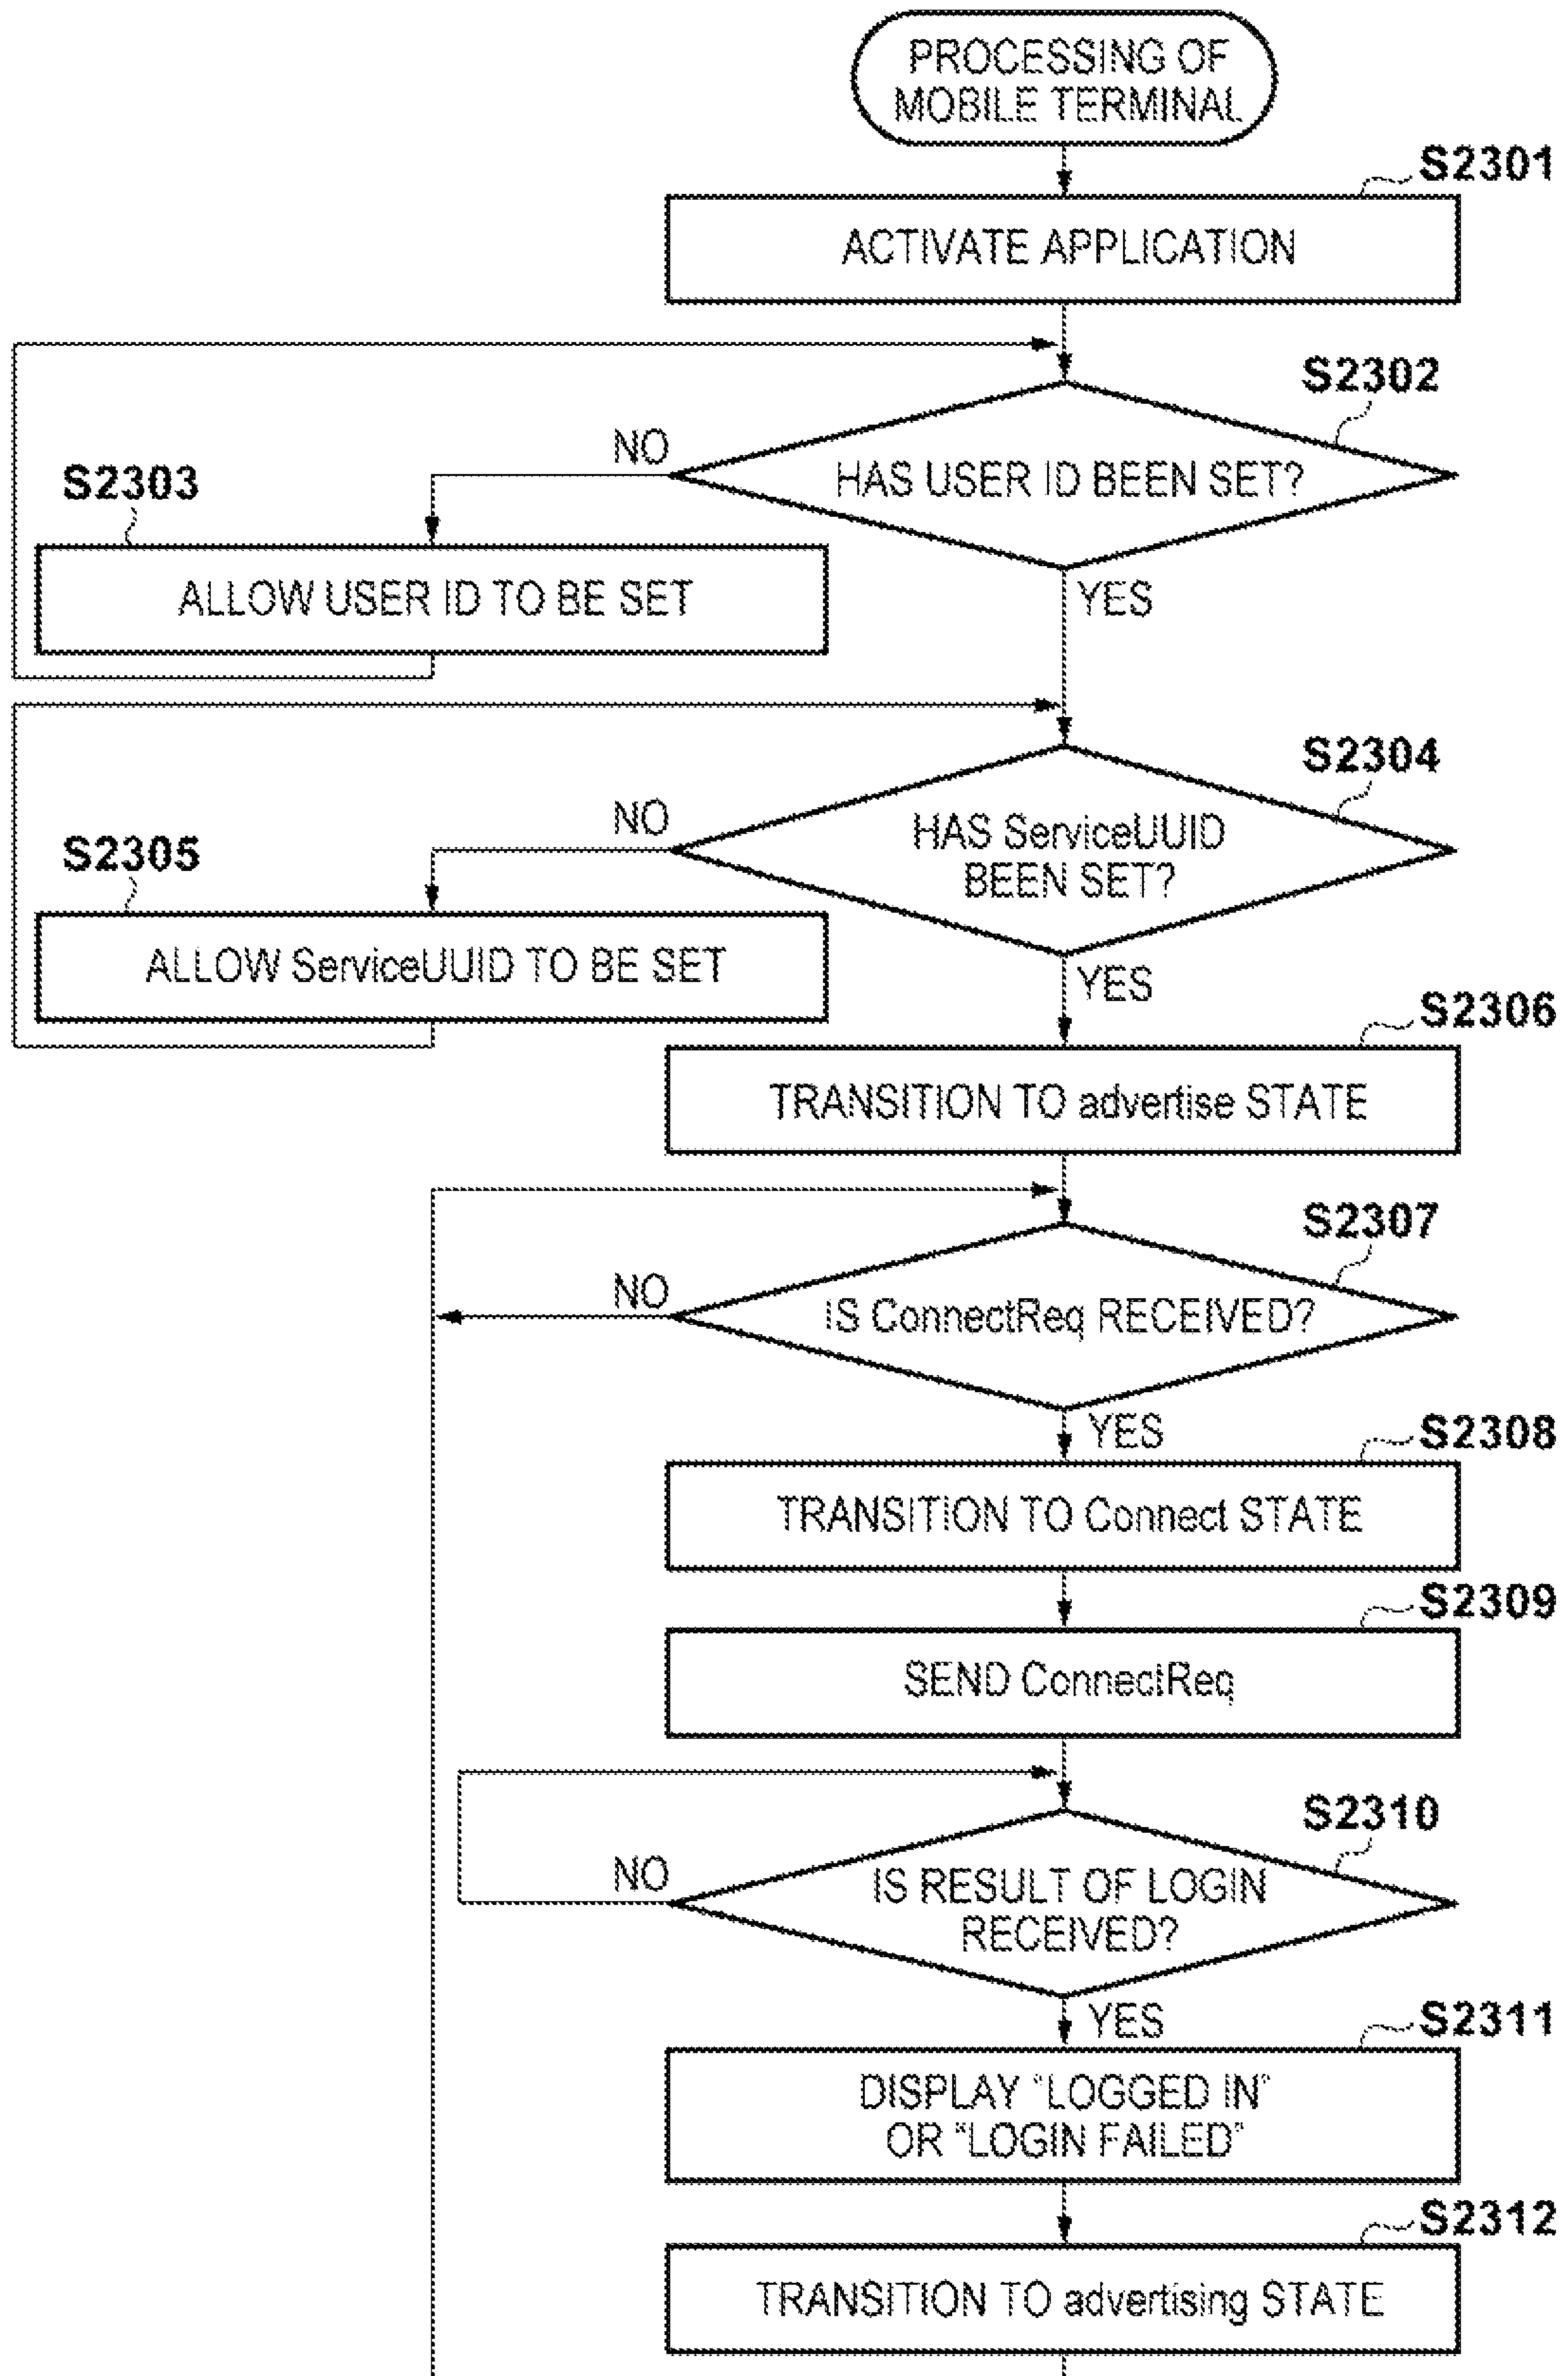 PROCESSING OF
MOBILE TERMINAL
S2301
ACTIVATE APPLICATION
S2302
NO
HAS USER ID BEEN SET?
S2303
ALLOW USER ID TO BE SET
YES
S2304
NO
HAS ServiceUUID
BEEN SET?
S2305
ALLOW ServiceUUID TO BE SET
YES
S2306
TRANSITION TO advertise STATE
S2307
NO
IS ConnectReq RECEIVED?
YES
S2308
TRANSITION TO Connect STATE
S2309
SEND ConnectReq
S2310
NO
IS RESULT OF LOGIN
RECEIVED?
YES
S2311
DISPLAY "LOGGED IN"
OR "LOGIN FAILED"
S2312
TRANSITION TO advertising STATE